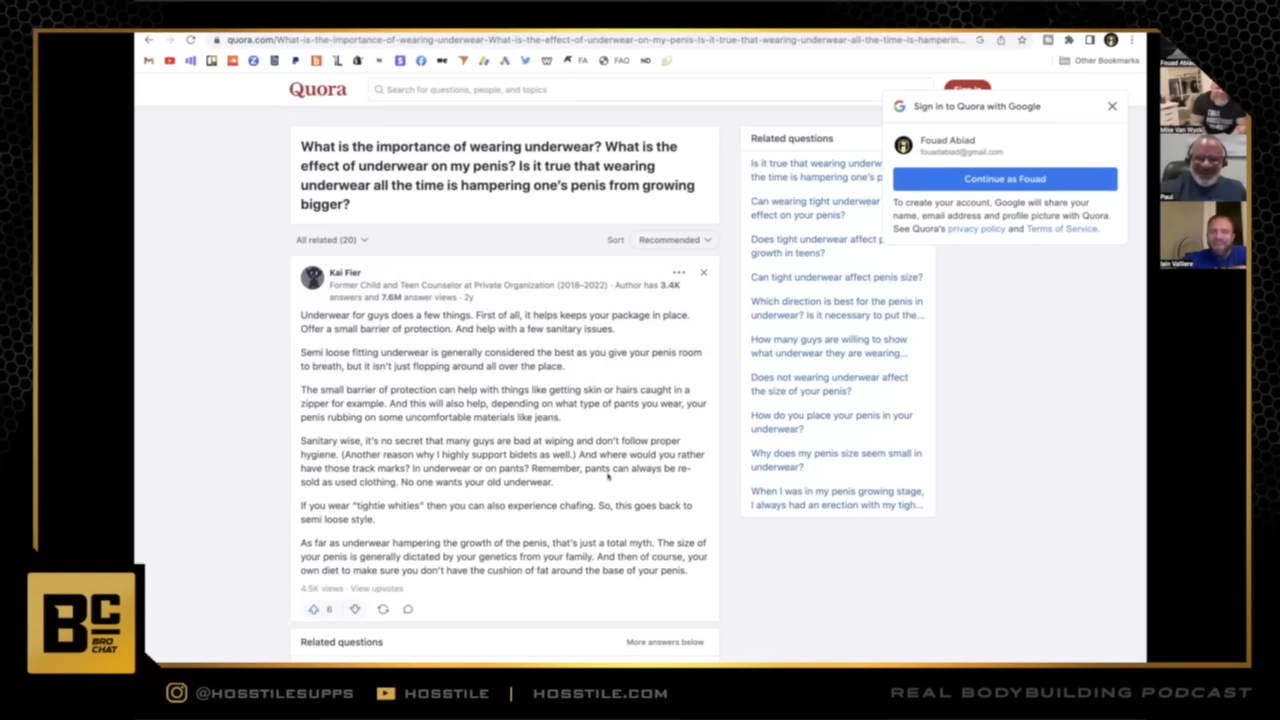 quora.com/What-is-the-importance-of-wearing-underwear-What-is-the-effect-of-underwear-on-my-penis-Is-it-true-that-wearing-underwear-all-the-time-is-hamperin...
FA
FAO
ND
Other Bookmarks
Fouad Abia
Quora
Search for questions, people, and topics
Sign In
Sign in to Quora with Google
Fouad Abiad
fouadabiad@gmail.com
Continue as Fouad
To create your account, Google will share your
name, email address and profile picture with Quora.
See Quora's privacy policy and Terms of Service.
Mike Van Wyck
Paul
Iain Valliere
What is the importance of wearing underwear? What is the
effect of underwear on my penis? Is it true that wearing
underwear all the time is hampering one's penis from growing
bigger?
All related (20)
Sort
Recommended
Kai Fier
Former Child and Teen Counselor at Private Organization (2018–2022) · Author has 3.4K
answers and 7.6M answer views · 2y
Underwear for guys does a few things. First of all, it helps keeps your package in place.
Offer a small barrier of protection. And help with a few sanitary issues.
Semi loose fitting underwear is generally considered the best as you give your penis room
to breath, but it isn't just flopping around all over the place.
The small barrier of protection can help with things like getting skin or hairs caught in a
zipper for example. And this will also help, depending on what type of pants you wear, your
penis rubbing on some uncomfortable materials like jeans.
Sanitary wise, it's no secret that many guys are bad at wiping and don't follow proper
hygiene. (Another reason why I highly support bidets as well.) And where would you rather
have those track marks? In underwear or on pants? Remember, pants can always be re-
sold as used clothing. No one wants your old underwear.
If you wear "tightie whities" then you can also experience chafing. So, this goes back to
semi loose style.
As far as underwear hampering the growth of the penis, that's just a total myth. The size of
your penis is generally dictated by your genetics from your family. And then of course, your
own diet to make sure you don't have the cushion of fat around the base of your penis.
4.5K views · View upvotes
6
Related questions
More answers below
Related questions
Is it true that wearing underw
the time is hampering one's p
Can wearing tight underwear
effect on your penis?
Does tight underwear affect p
growth in teens?
Can tight underwear affect penis size?
Which direction is best for the penis in
underwear? Is it necessary to put the...
How many guys are willing to show
what underwear they are wearing...
Does not wearing underwear affect
the size of your penis?
How do you place your penis in your
underwear?
Why does my penis size seem small in
underwear?
When I was in my penis growing stage,
I always had an erection with my tigh...
BC
BRO
CHAT
@HOSSTILESUPPS
HOSSTILE
|
HOSSTILE.COM
REAL BODYBUILDING PODCAST